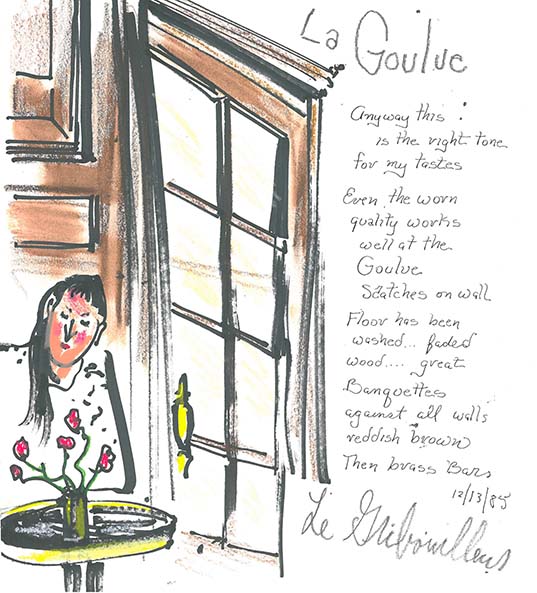 La Goulue
Anyway this :
is the right tone
for my tastes
Even the worn
quality works
well at the
Goulue
Scatches on wall
Floor has been
washed... faded
wood.... great
Banquettes
against all walls
reddish brown
Then brass Bars
12/13/85
Le Gribouilleus